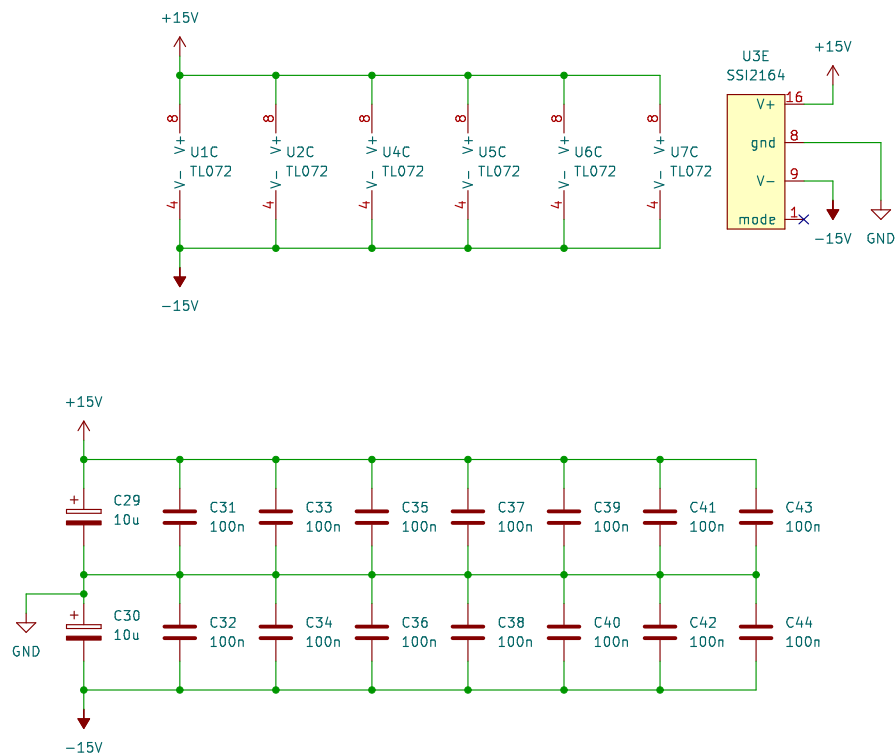 +15V
U3E
SSI2164
+15V
16
V+
8
gnd
9
V-
1
mode
-15V
GND
8
V+
V-
4
U1C
TL072
8
V+
V-
4
U2C
TL072
8
V+
V-
4
U4C
TL072
8
V+
V-
4
U5C
TL072
8
V+
V-
4
U6C
TL072
8
V+
V-
4
U7C
TL072
-15V
+15V
+
C29
10u
C31
100n
C33
100n
C35
100n
C37
100n
C39
100n
C41
100n
C43
100n
+
C30
10u
C32
100n
C34
100n
C36
100n
C38
100n
C40
100n
C42
100n
C44
100n
GND
-15V